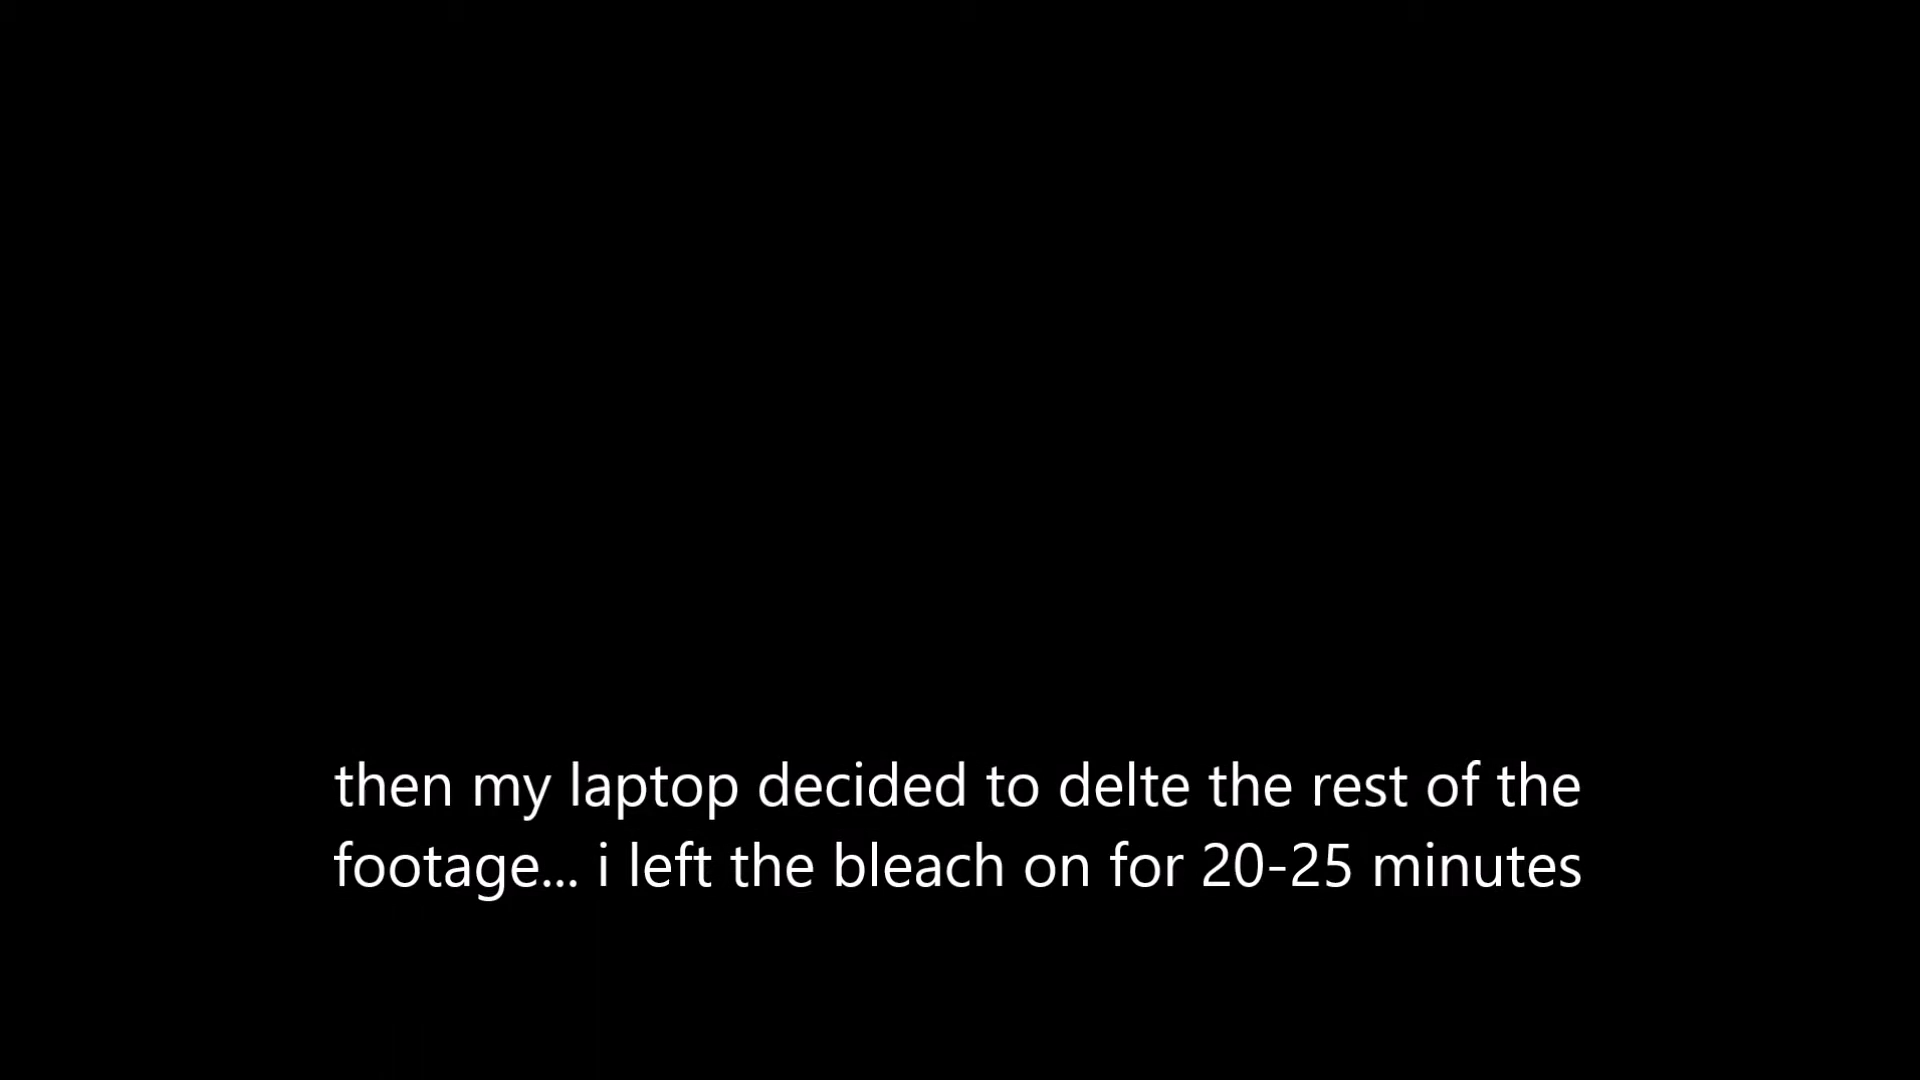 then my laptop decided to delte the rest of the
footage... i left the bleach on for 20-25 minutes